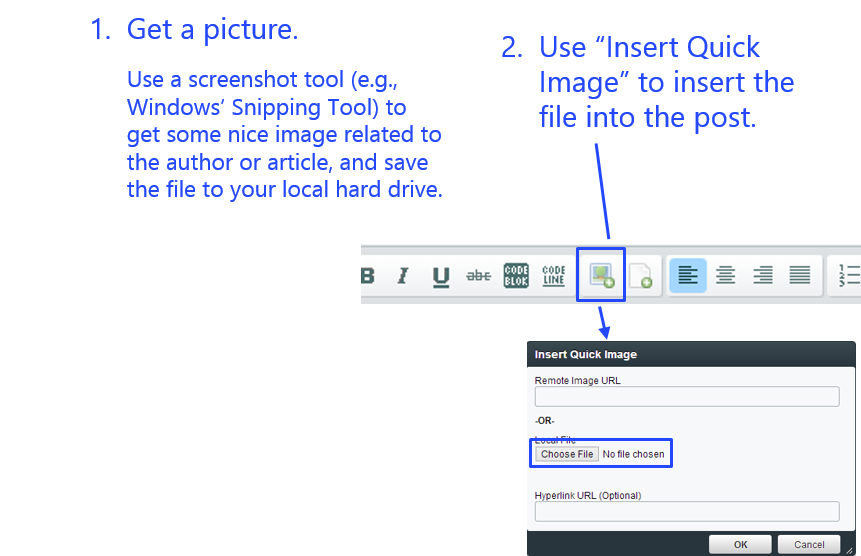 1. Get a picture.
Use a screenshot tool (e.g.,
Windows’ Snipping Tool) to
get some nice image related to
the author or article, and save
the file to your local hard drive.
2. Use “Insert Quick
Image” to insert the
file into the post.
B I U abc CODE BLOK CODE LINE
Insert Quick Image
Remote Image URL
-OR-
Local File
Choose File No file chosen
Hyperlink URL (Optional)
OK Cancel